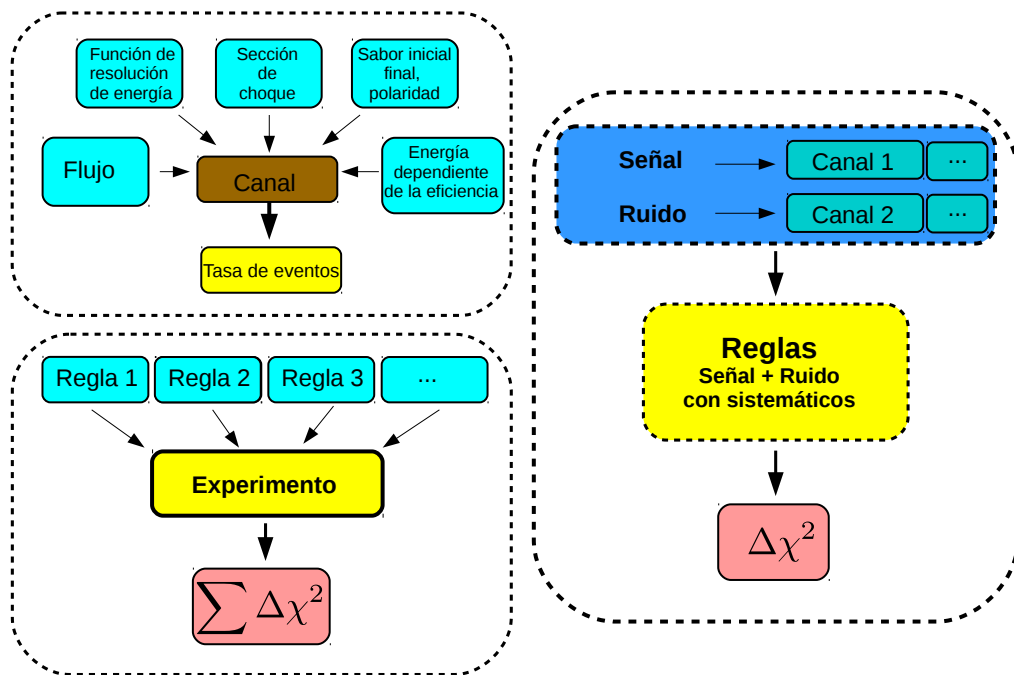 Función de
resolución
de energía
Sección
de
choque
Sabor inicial
final,
polaridad
Flujo
Canal
Energía
dependiente
de la eficiencia
Tasa de eventos
Regla 1
Regla 2
Regla 3
...
Experimento
∑ Δχ²
Señal
Canal 1
...
Ruido
Canal 2
...
Reglas
Señal + Ruido
con sistemáticos
Δχ²